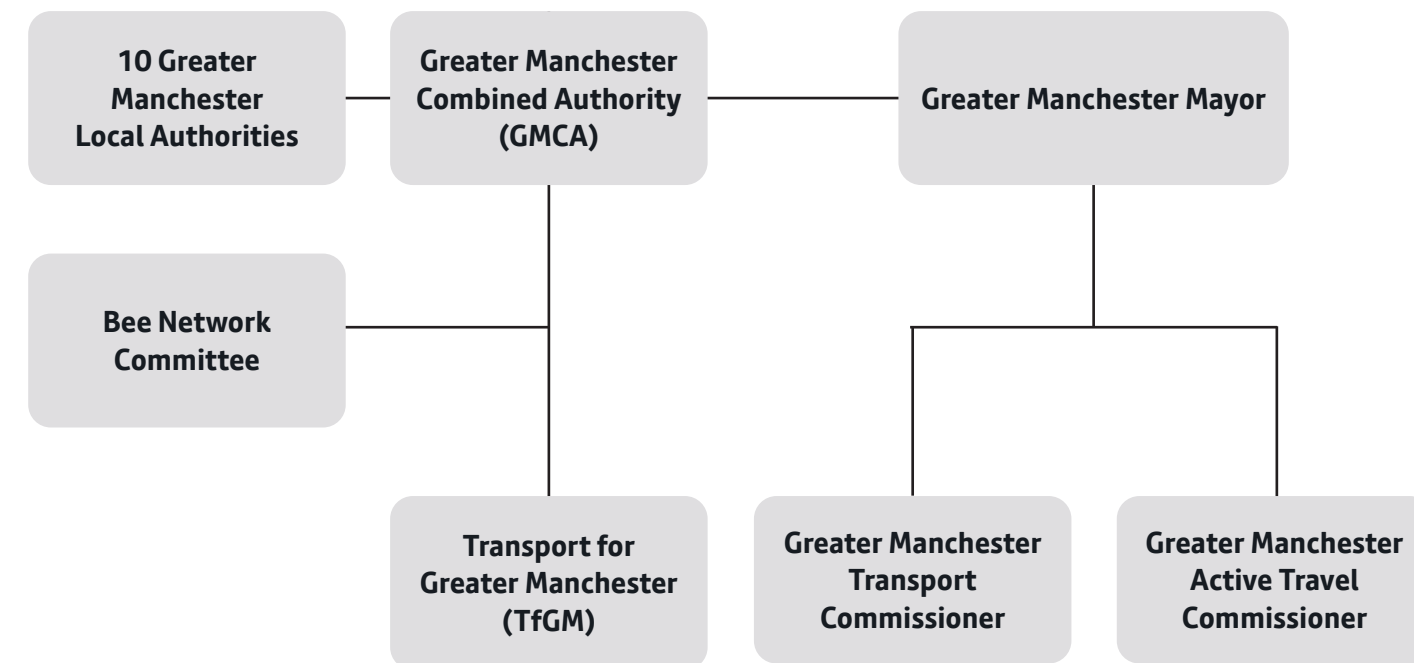 10 Greater
Manchester
Local Authorities
Greater Manchester
Combined Authority
(GMCA)
Greater Manchester Mayor
Bee Network
Committee
Transport for
Greater Manchester
(TfGM)
Greater Manchester
Transport
Commissioner
Greater Manchester
Active Travel
Commissioner